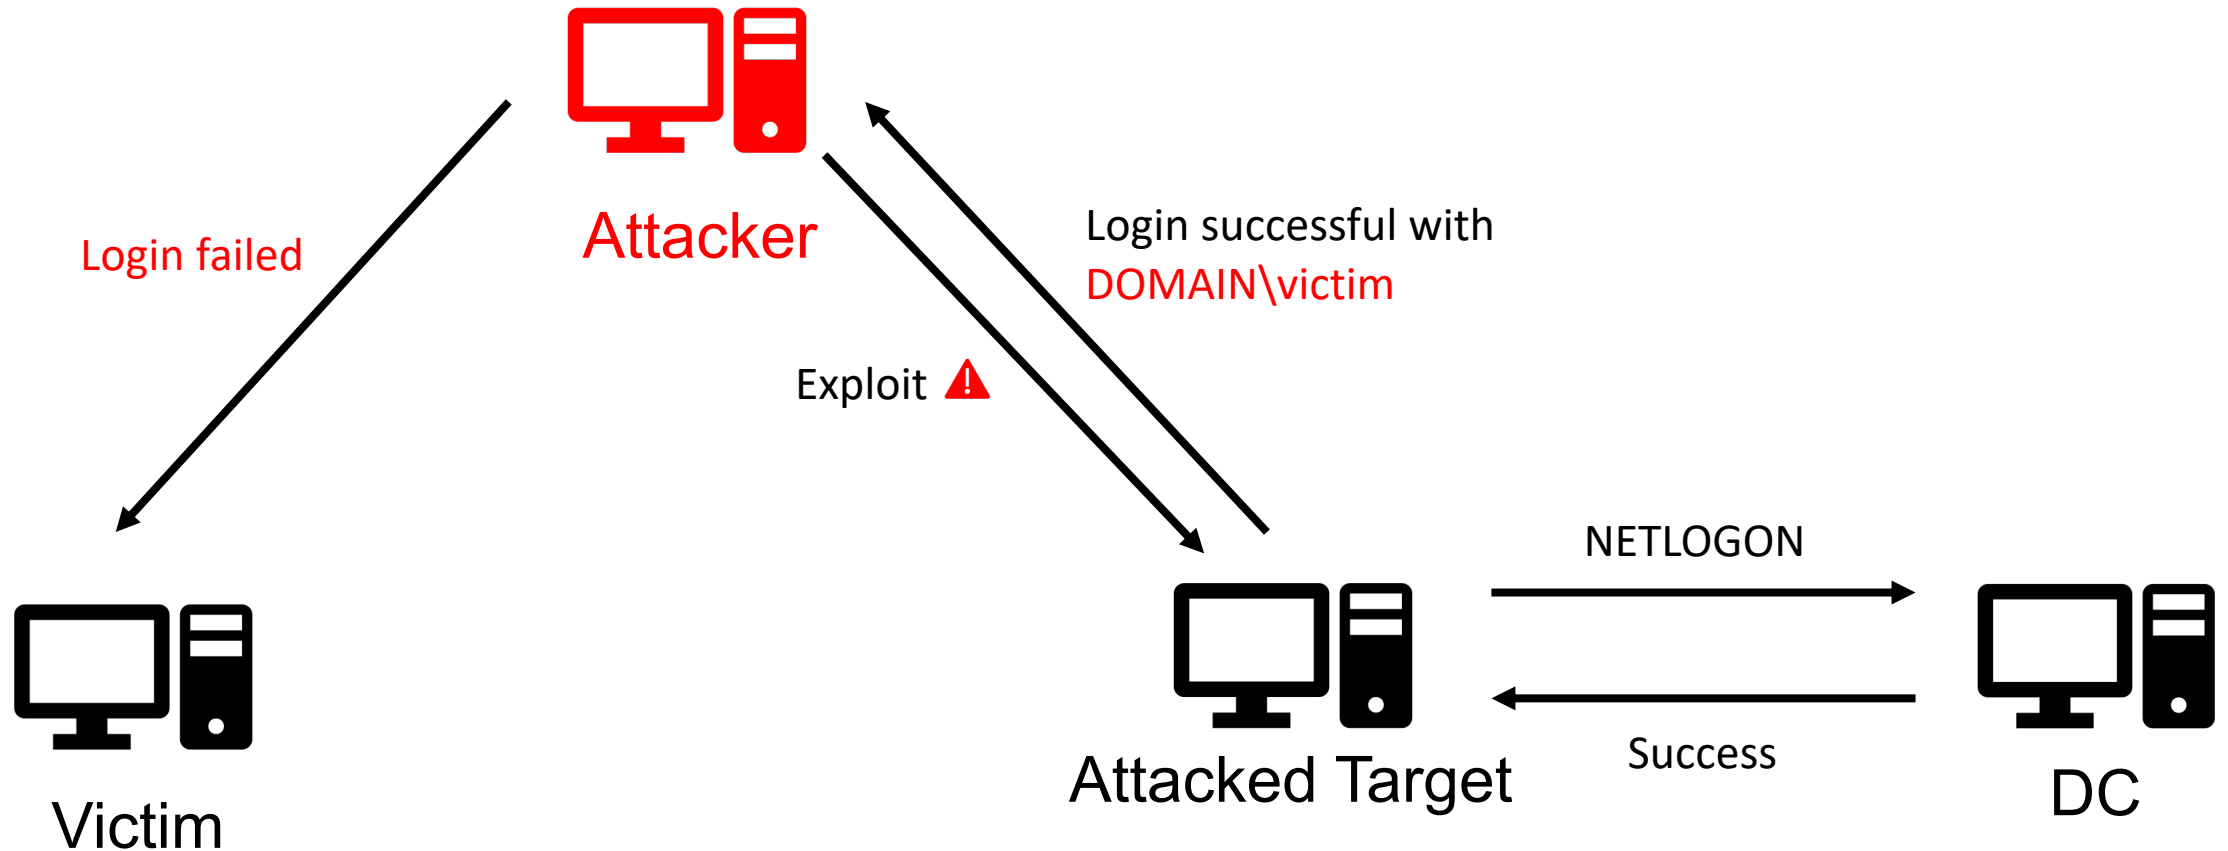 Attacker
Login failed
Login successful with
DOMAIN\victim
Exploit
NETLOGON
Success
Victim
Attacked Target
DC